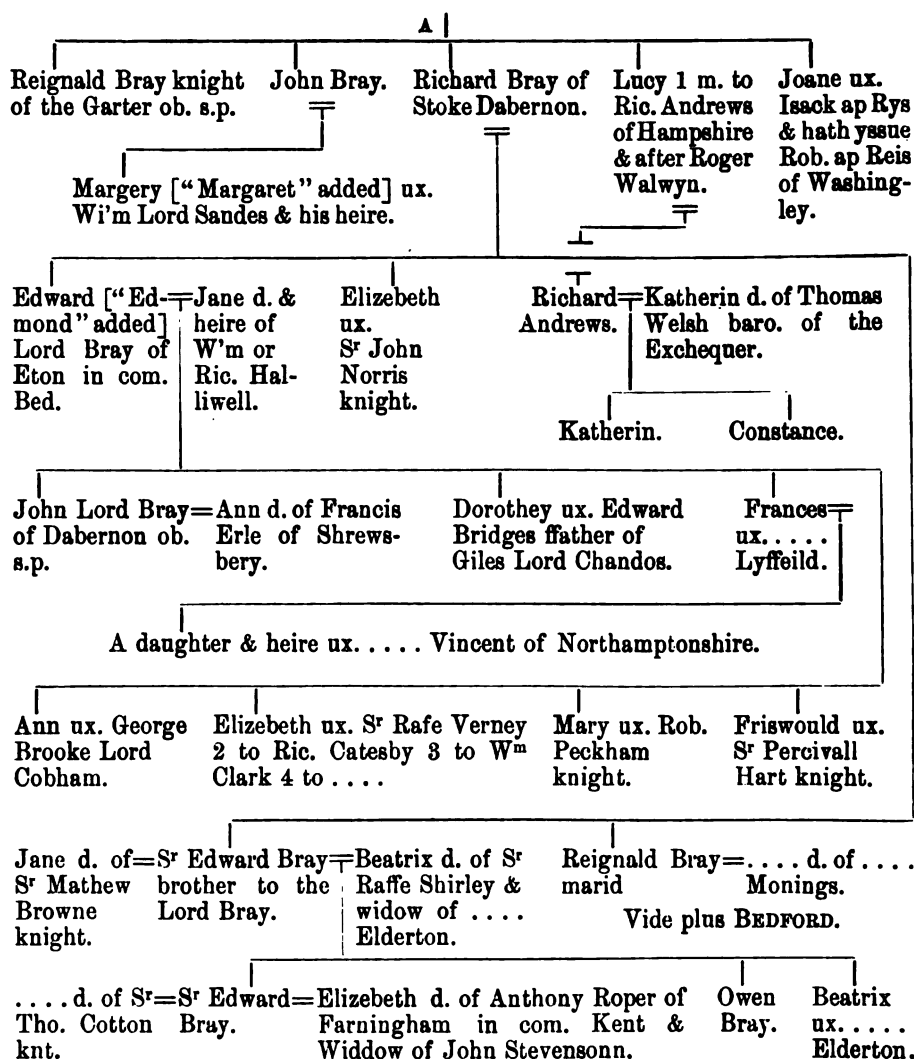 A
Reignald Bray knight
of the Garter ob. s.p.
John Bray.
Richard Bray of
Stoke Dabernon.
Lucy 1 m. to
Ric. Andrews
of Hampshire
& after Roger
Walwyn.
Joane ux.
Isack ap Rys
& hath yssue
Rob. ap Reis
of Washing-
ley.
Margery ["Margaret" added] ux.
Wi'm Lord Sandes & his heire.
Edward ["Ed-
mond" added]
Lord Bray of
Eton in com.
Bed.
Jane d. &
heire of
W'm or
Ric. Hal-
liwell.
Elizebeth
ux.
Sʳ John
Norris
knight.
Richard
Andrews.
Katherin d. of Thomas
Welsh baro. of the
Exchequer.
Katherin.
Constance.
John Lord Bray=
of Dabernon ob.
s.p.
Ann d. of Francis
Erle of Shrews-
bery.
Dorothey ux. Edward
Bridges ffather of
Giles Lord Chandos.
Frances
ux. . . . .
Lyffeild.
A daughter & heire ux. . . . . Vincent of Northamptonshire.
Ann ux. George
Brooke Lord
Cobham.
Elizebeth ux. Sʳ Rafe Verney
2 to Ric. Catesby 3 to Wᵐ
Clark 4 to . . . .
Mary ux. Rob.
Peckham
knight.
Friswould ux.
Sʳ Percivall
Hart knight.
Jane d. of=
Sʳ Mathew
Browne
knight.
Sʳ Edward Bray
brother to the
Lord Bray.
Beatrix d. of Sʳ
Raffe Shirley &
widow of . . . .
Elderton.
Reignald Bray=. . . . d. of . . . .
marid Monings.
Vide plus BEDFORD.
. . . . d. of Sʳ=
Tho. Cotton
knt.
Sʳ Edward=
Bray.
Elizebeth d. of Anthony Roper of
Farningham in com. Kent &
Widdow of John Stevensonn.
Owen
Bray.
Beatrix
ux. . . . .
Elderton.